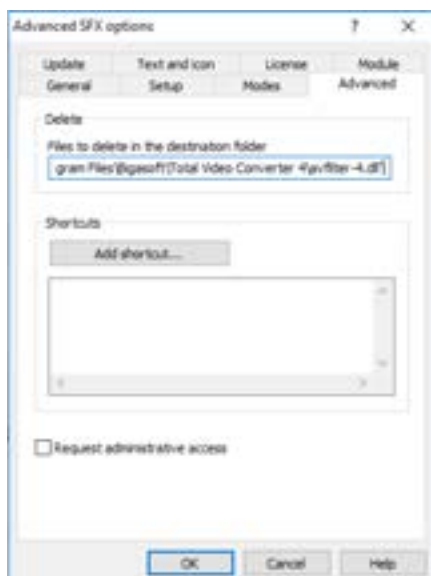 Advanced SFX options
? ×
Update Text and icon License Module
General Setup Modes Advanced
Delete
Files to delete in the destination folder
gram Files\Bigasoft\Total Video Converter 4\avfilter-4.dll
Shortcuts
Add shortcut...
Request administrative access
OK Cancel Help